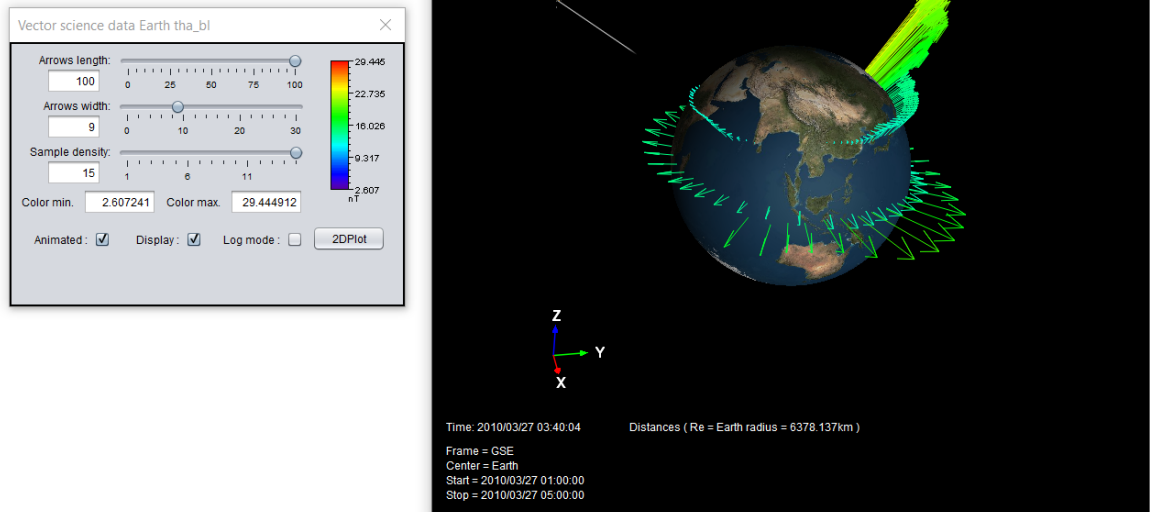 Vector science data Earth tha_bl
Arrows length:
100
0 25 50 75 100
Arrows width:
9
0 10 20 30
Sample density:
15
1 6 11
29.445
22.735
16.026
9.317
2.607
nT
Color min. 2.607241 Color max. 29.444912
Animated : Display : Log mode : 2DPlot
Z
Y
X
Time: 2010/03/27 03:40:04 Distances ( Re = Earth radius = 6378.137km )
Frame = GSE
Center = Earth
Start = 2010/03/27 01:00:00
Stop = 2010/03/27 05:00:00